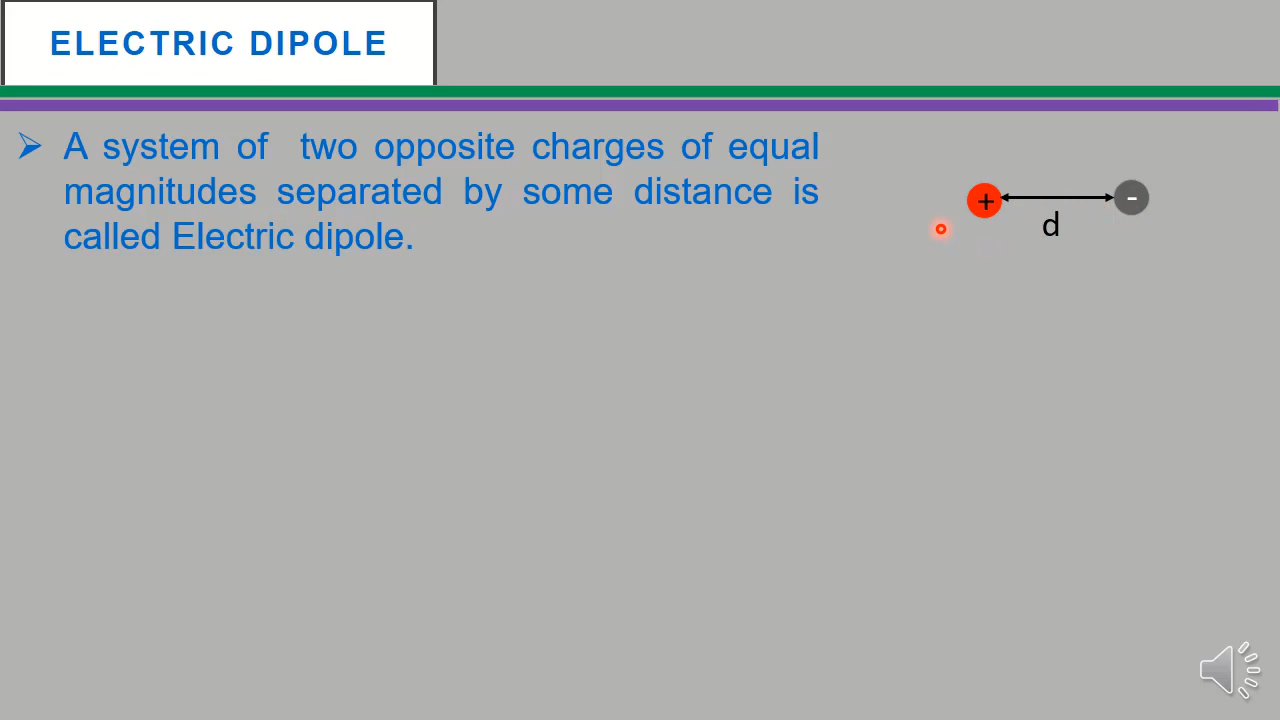 ELECTRIC DIPOLE
➢ A system of two opposite charges of equal
magnitudes separated by some distance is
called Electric dipole.
+ -
d